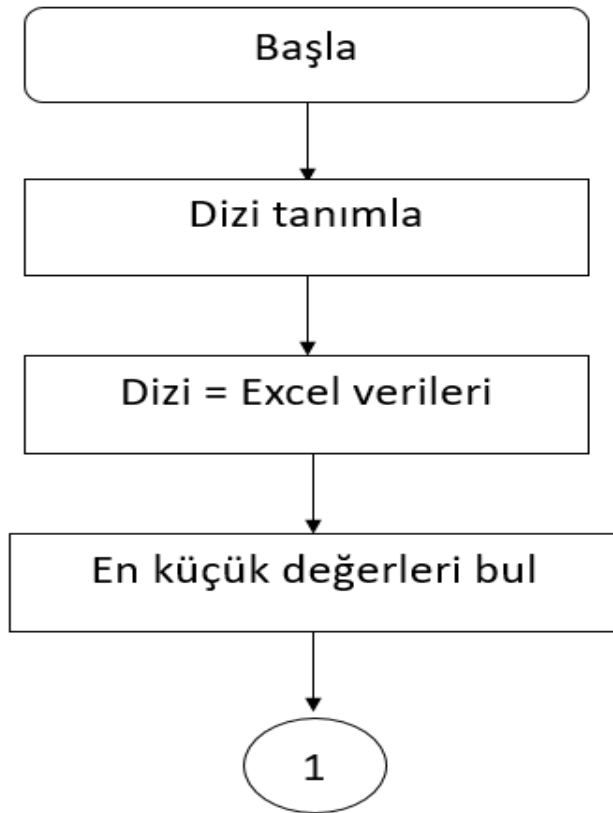 Başla
Dizi tanımla
Dizi = Excel verileri
En küçük değerleri bul
1